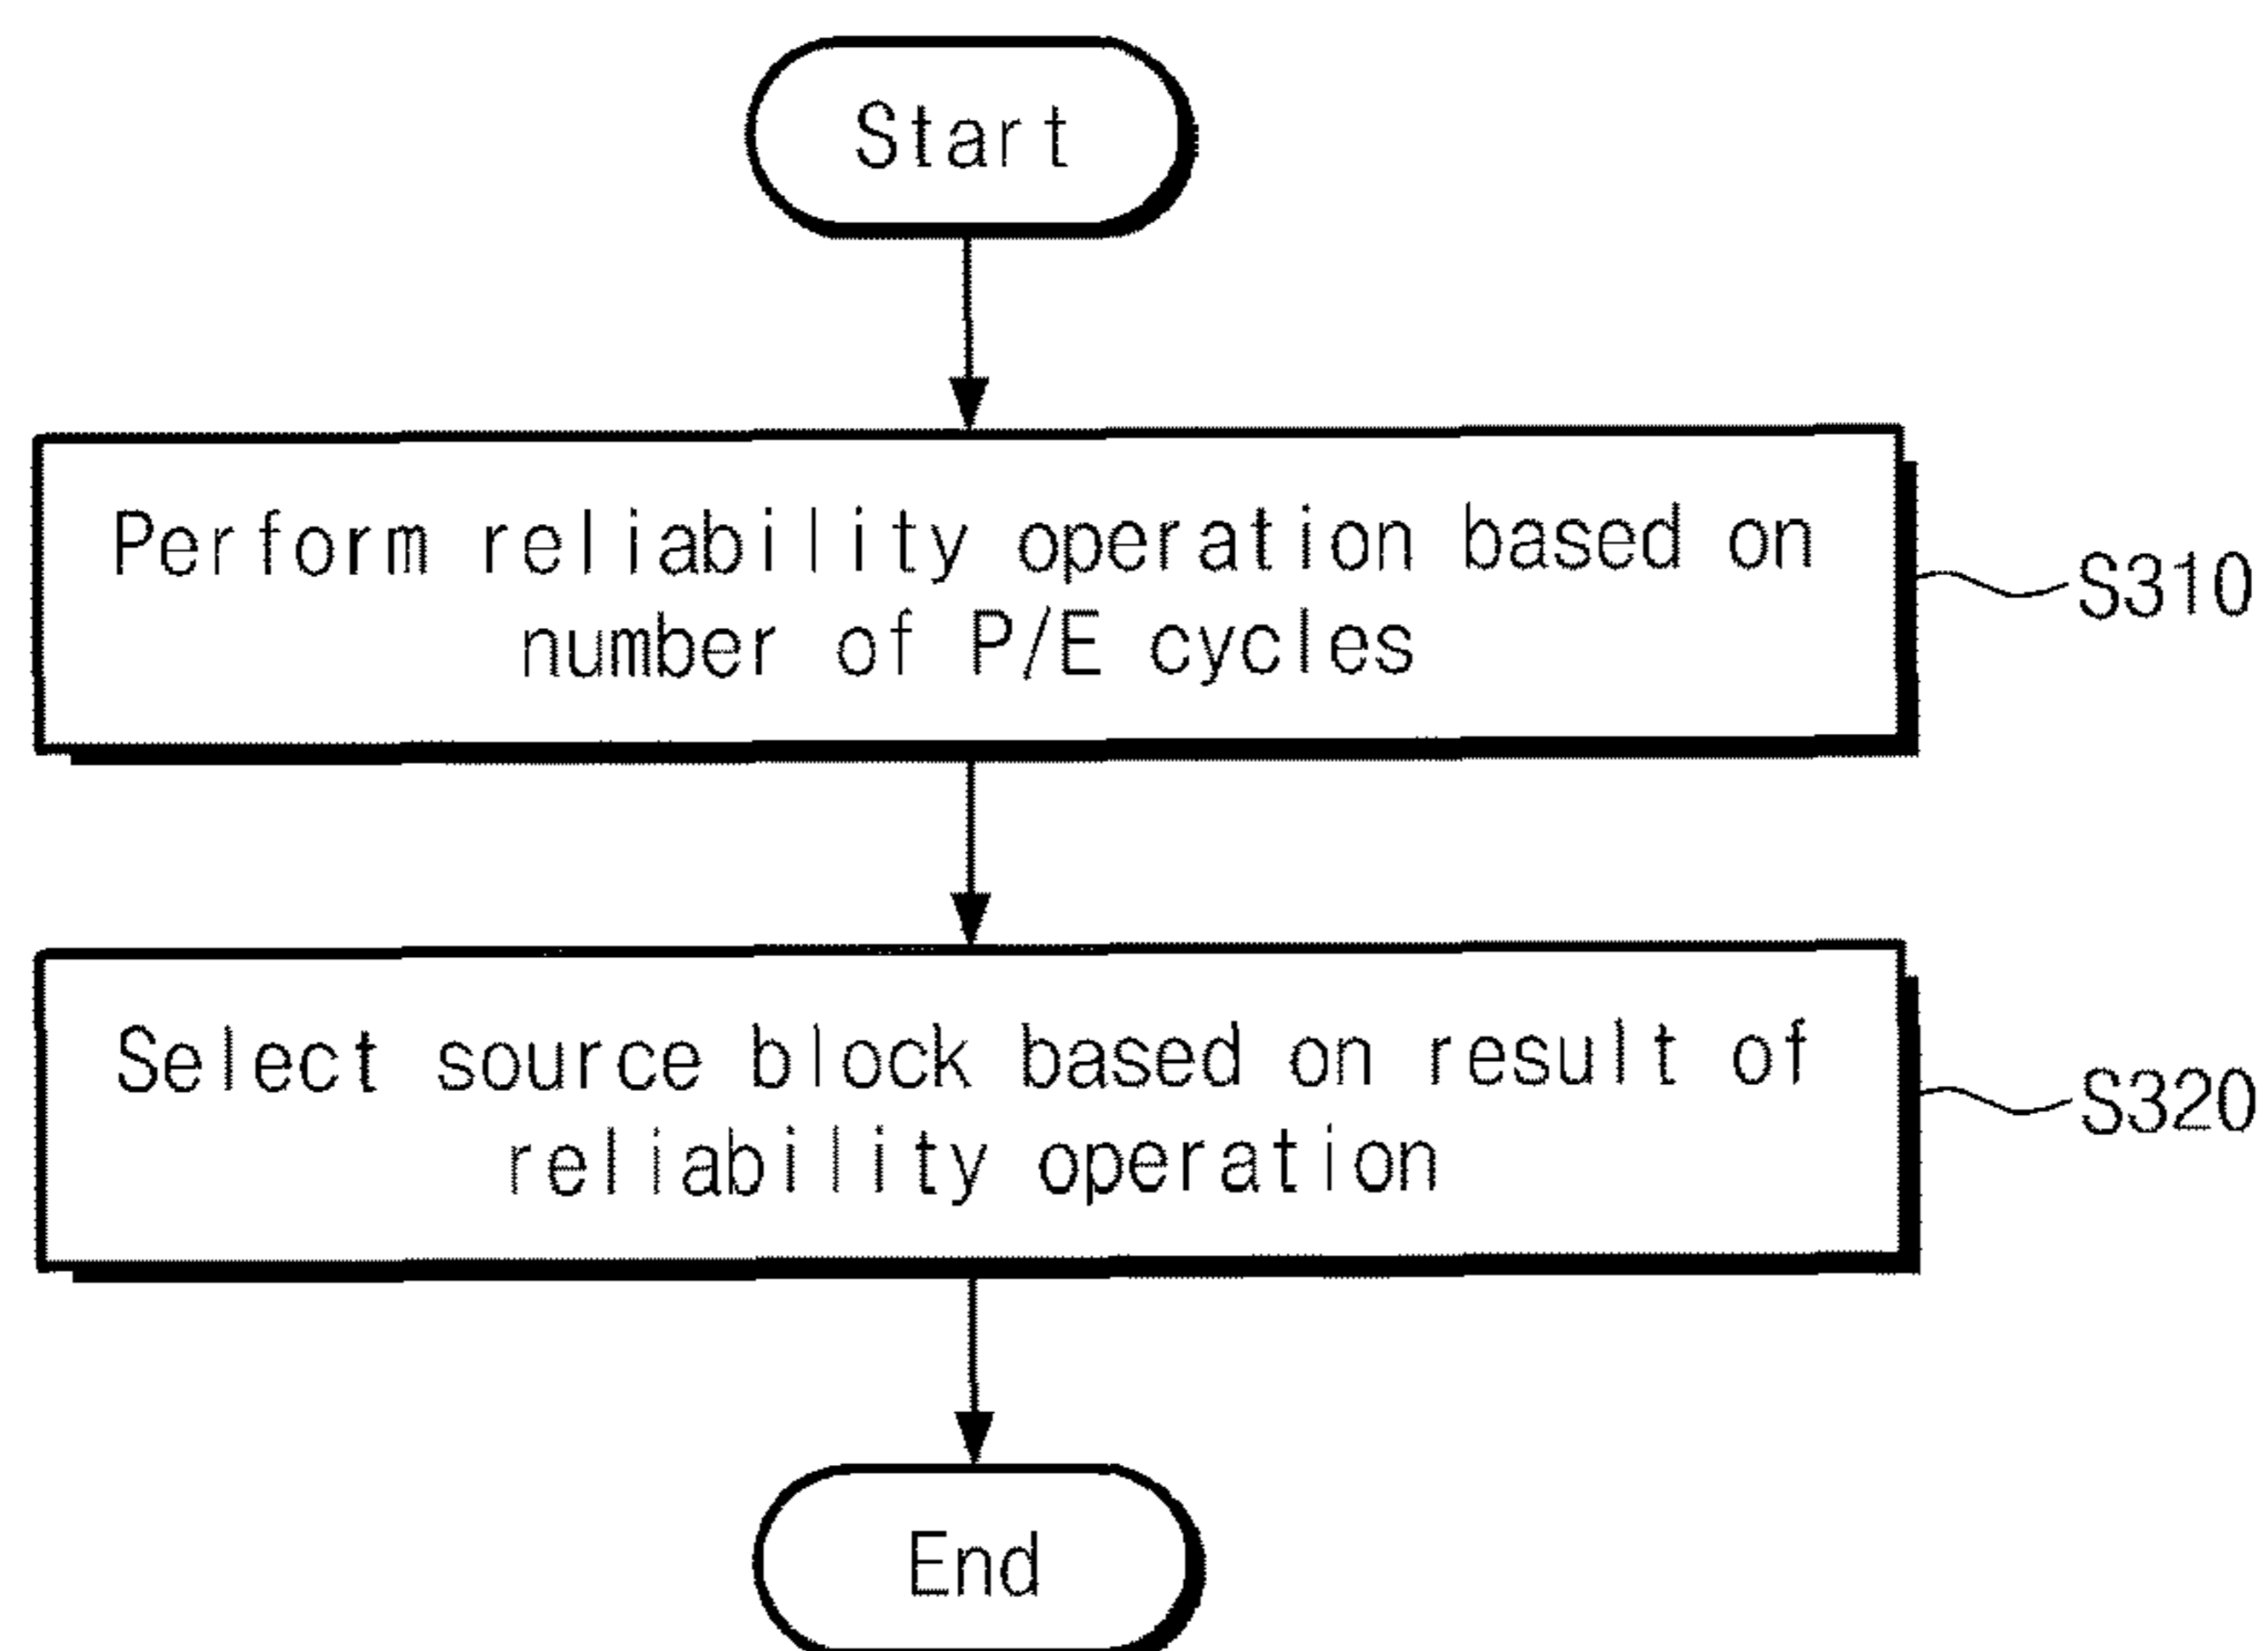 Start
Perform reliability operation based on
number of P/E cycles
S310
Select source block based on result of
reliability operation
S320
End